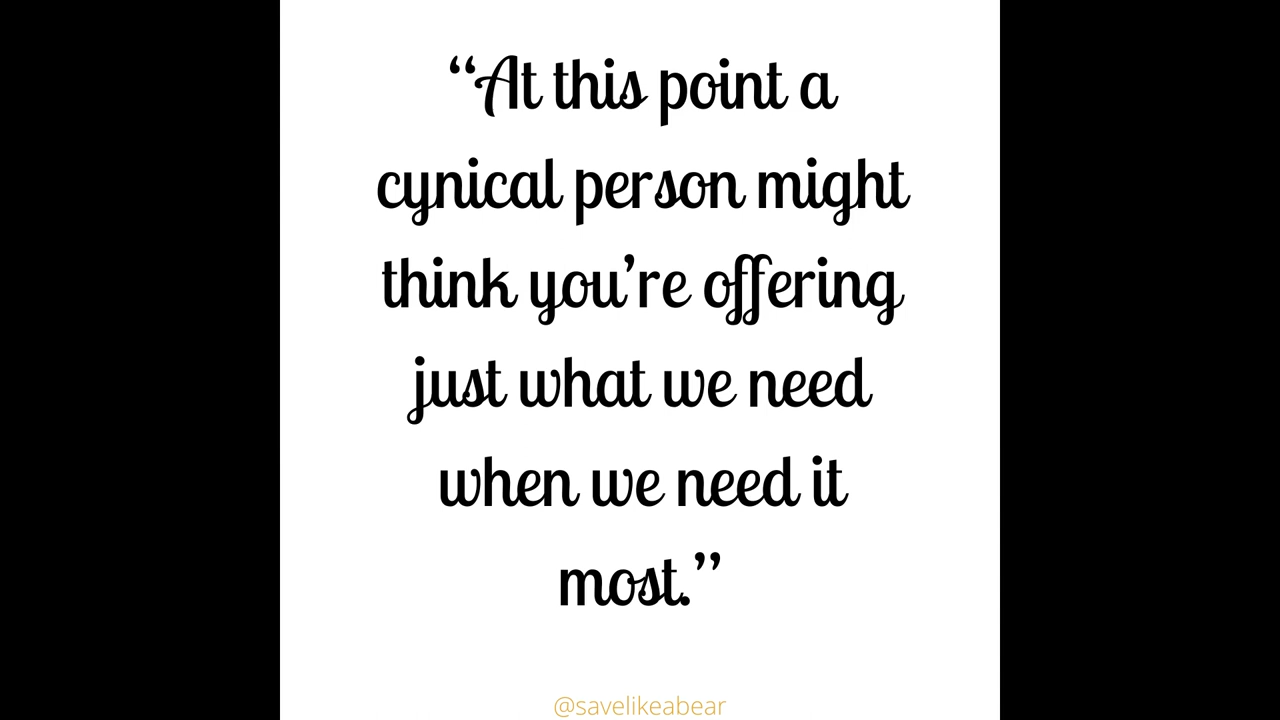 “At this point a
cynical person might
think you’re offering
just what we need
when we need it
most.”
@savelikeabear